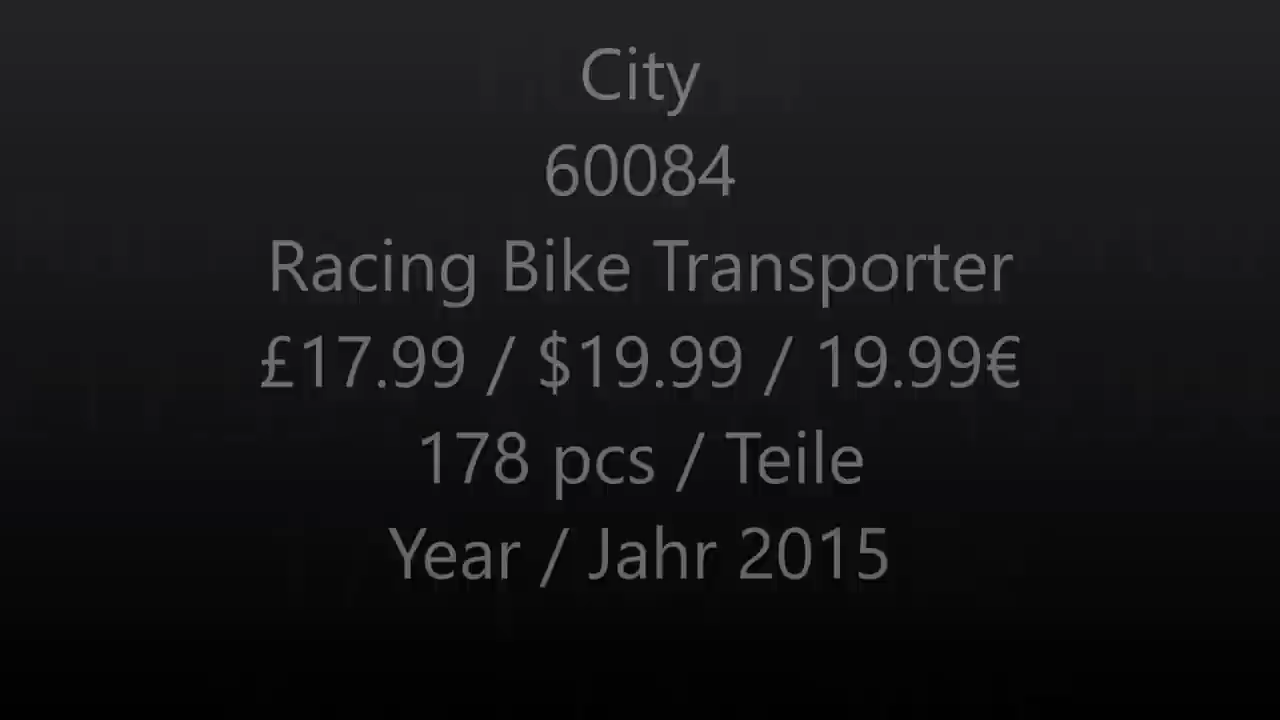 City
60084
Racing Bike Transporter
£17.99 / $19.99 / 19.99€
178 pcs / Teile
Year / Jahr 2015